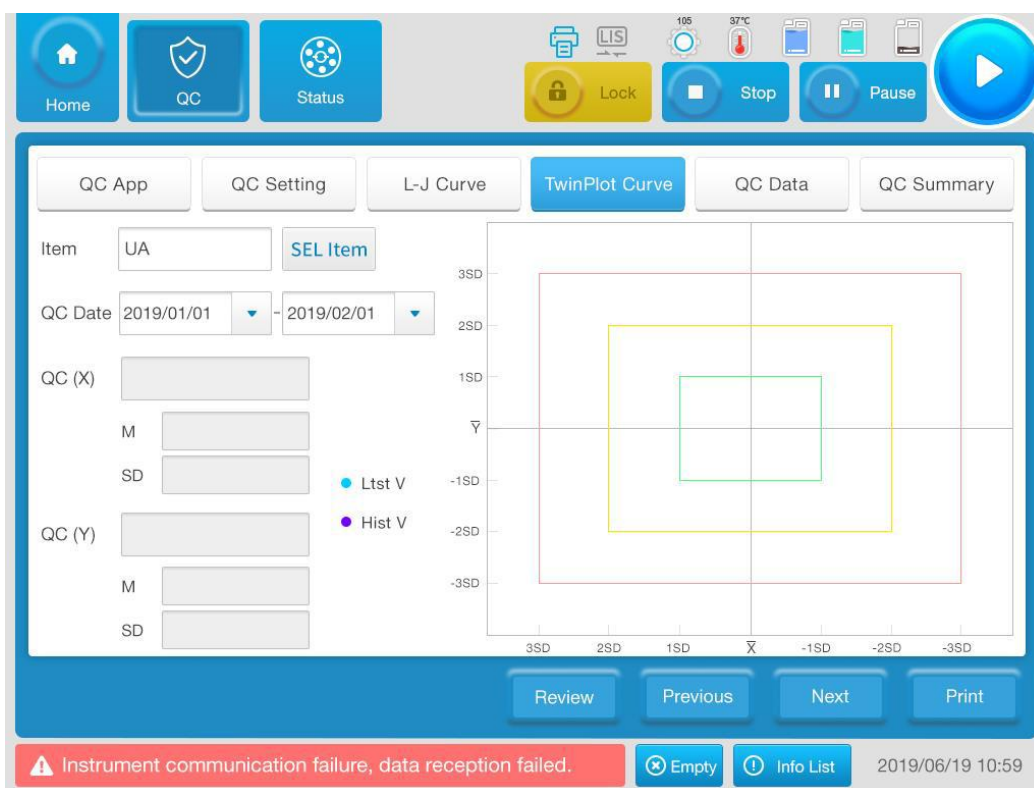 105 37°C
LIS
Home QC Status Lock Stop Pause
QC App QC Setting L-J Curve TwinPlot Curve QC Data QC Summary
Item UA SEL Item
QC Date 2019/01/01 - 2019/02/01
QC (X)
M
SD
QC (Y)
M
SD
Ltst V
Hist V
3SD
2SD
1SD
Y̅
-1SD
-2SD
-3SD
3SD 2SD 1SD X̅ -1SD -2SD -3SD
Review Previous Next Print
Instrument communication failure, data reception failed. Empty Info List 2019/06/19 10:59